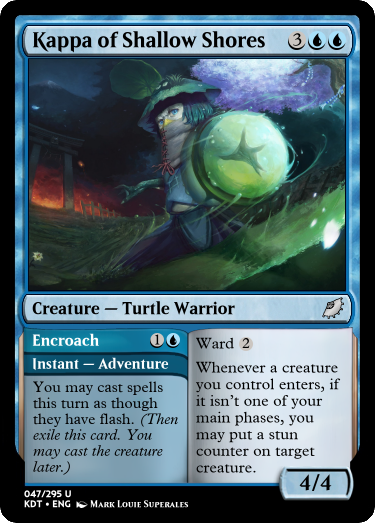 Kappa of Shallow Shores 3
Creature — Turtle Warrior
Encroach 1
Instant — Adventure
You may cast spells
this turn as though
they have flash. (Then
exile this card. You
may cast the creature
later.)
Ward 2
Whenever a creature
you control enters, if
it isn't one of your
main phases, you
may put a stun
counter on target
creature.
4/4
047/295 U
KDT • ENG Mark Louie Superales